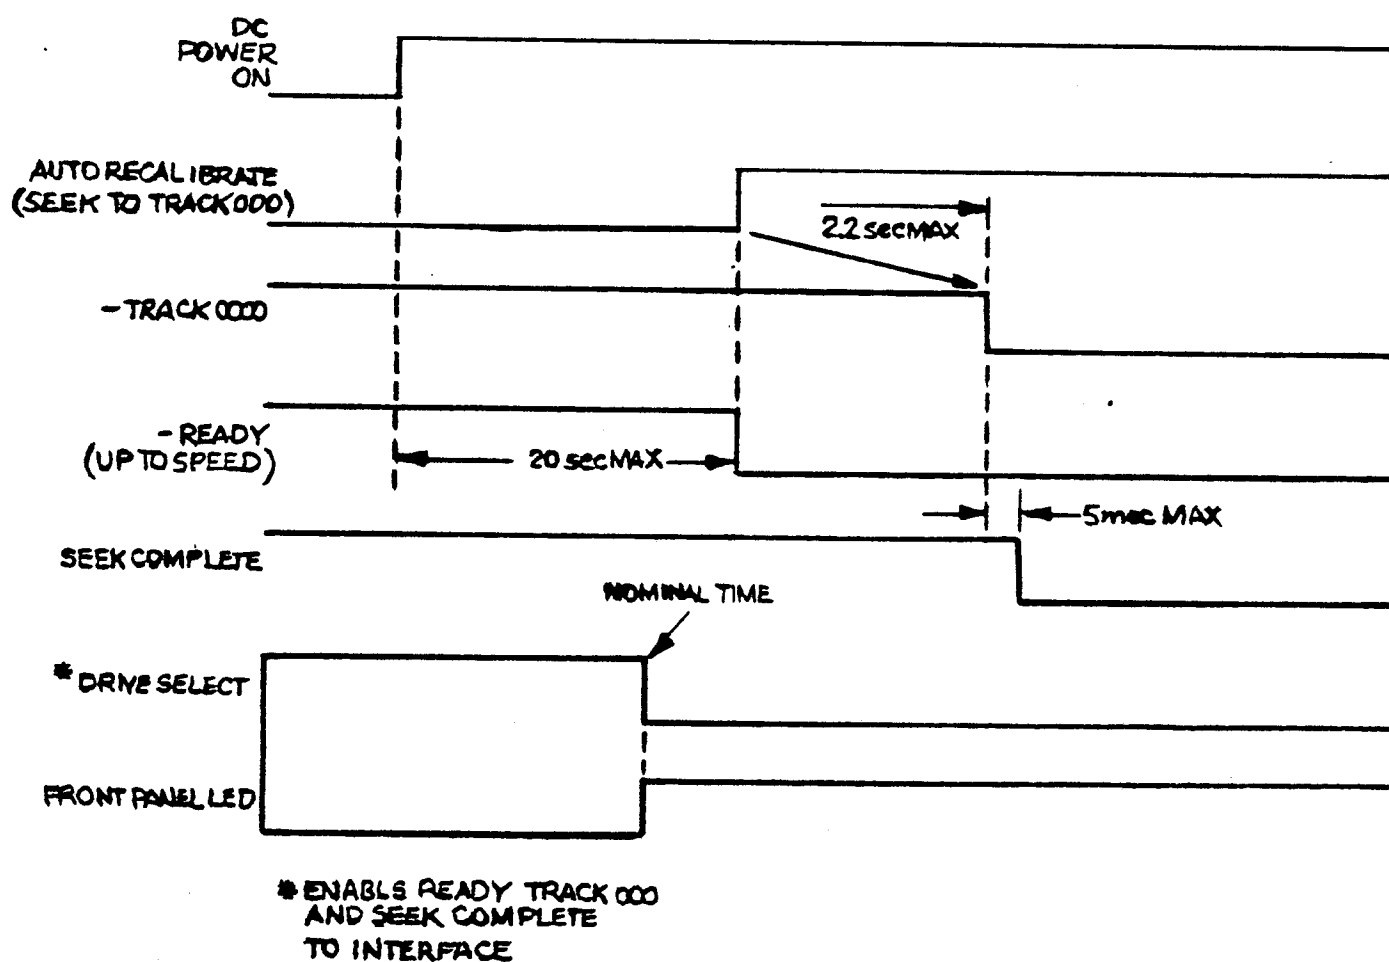 DC
POWER
ON
AUTO RECALIBRATE
(SEEK TO TRACK 000)
2.2 sec MAX
- TRACK 0000
- READY
(UP TO SPEED)
20 sec MAX
5 msec MAX
SEEK COMPLETE
NOMINAL TIME
* DRIVE SELECT
FRONT PANEL LED
* ENABLS READY TRACK 000
AND SEEK COMPLETE
TO INTERFACE